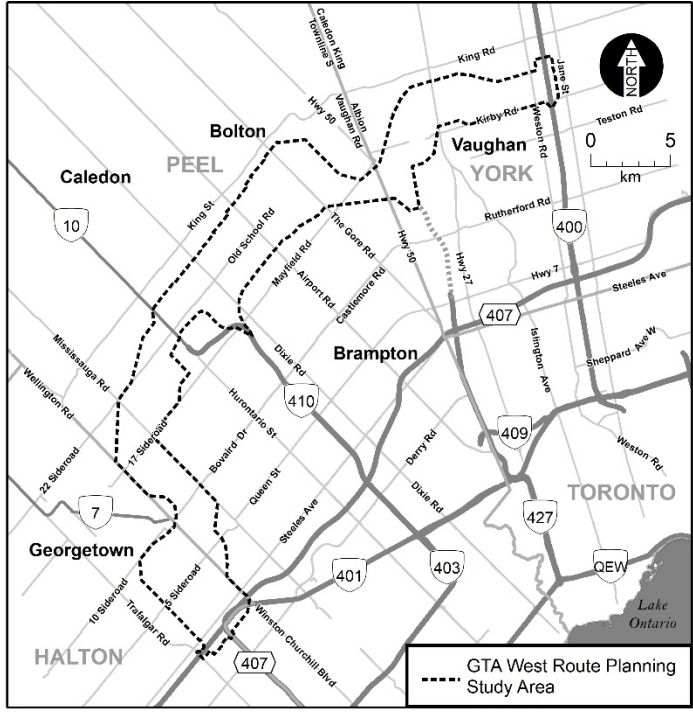 Caledon King
Townline S
King Rd
Jane St
NORTH
Hwy 50
Albion
Vaughan Rd
Bolton
Kirby Rd
Weston Rd
Teston Rd
PEEL
Vaughan
0 5
km
Caledon
YORK
King St
10
Old School Rd
The Gore Rd
Rutherford Rd
Mayfield Rd
Hwy 50
400
Airport Rd
Castlemore Rd
Hwy 27
Hwy 7
Steeles Ave
407
Mississauga Rd
Brampton
Dixie Rd
Islington Ave
Sheppard Ave W
Wellington Rd
410
Hurontario St
17 Sideroad
Bovaird Dr
409
Derry Rd
Weston Rd
22 Sideroad
Queen St
Dixie Rd
TORONTO
7
Steeles Ave
427
Georgetown
401
403
QEW
10 Sideroad
5 Sideroad
Trafalgar Rd
Winston Churchill Blvd
Lake
Ontario
HALTON
407
GTA West Route Planning
Study Area